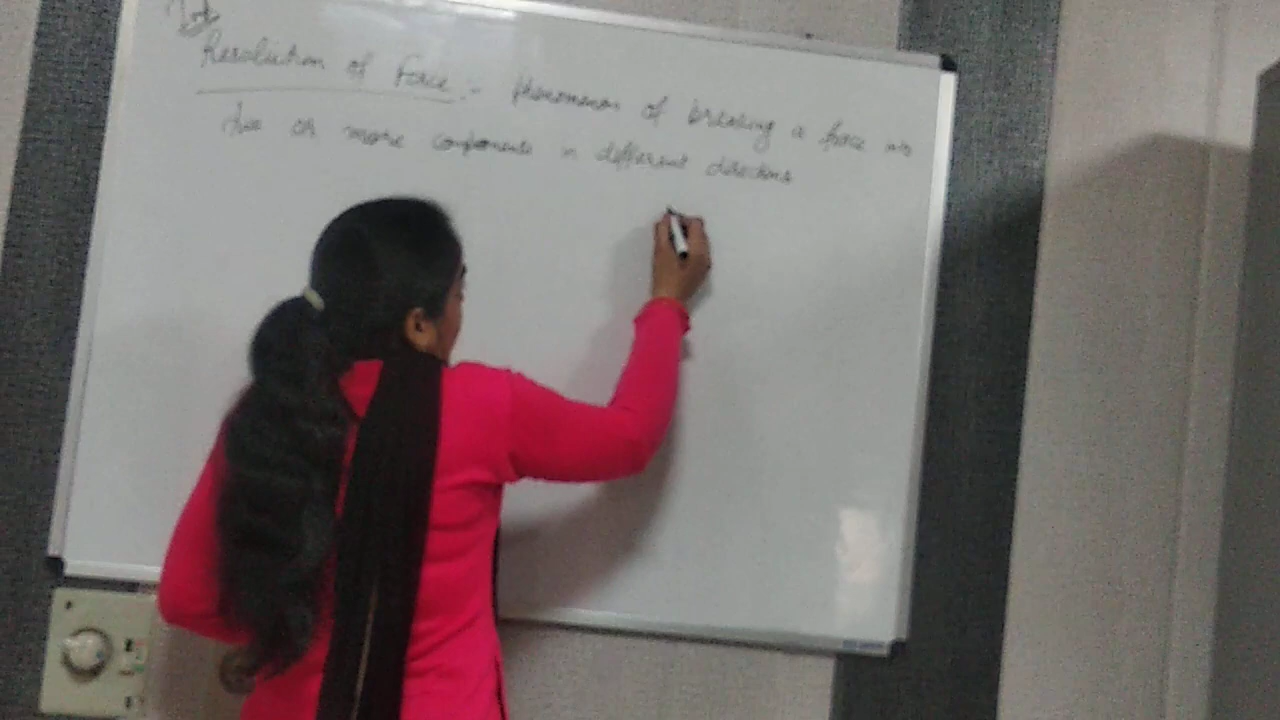 Resolution of Force :- Phenomenon of breaking a force into
two or more components in different directions